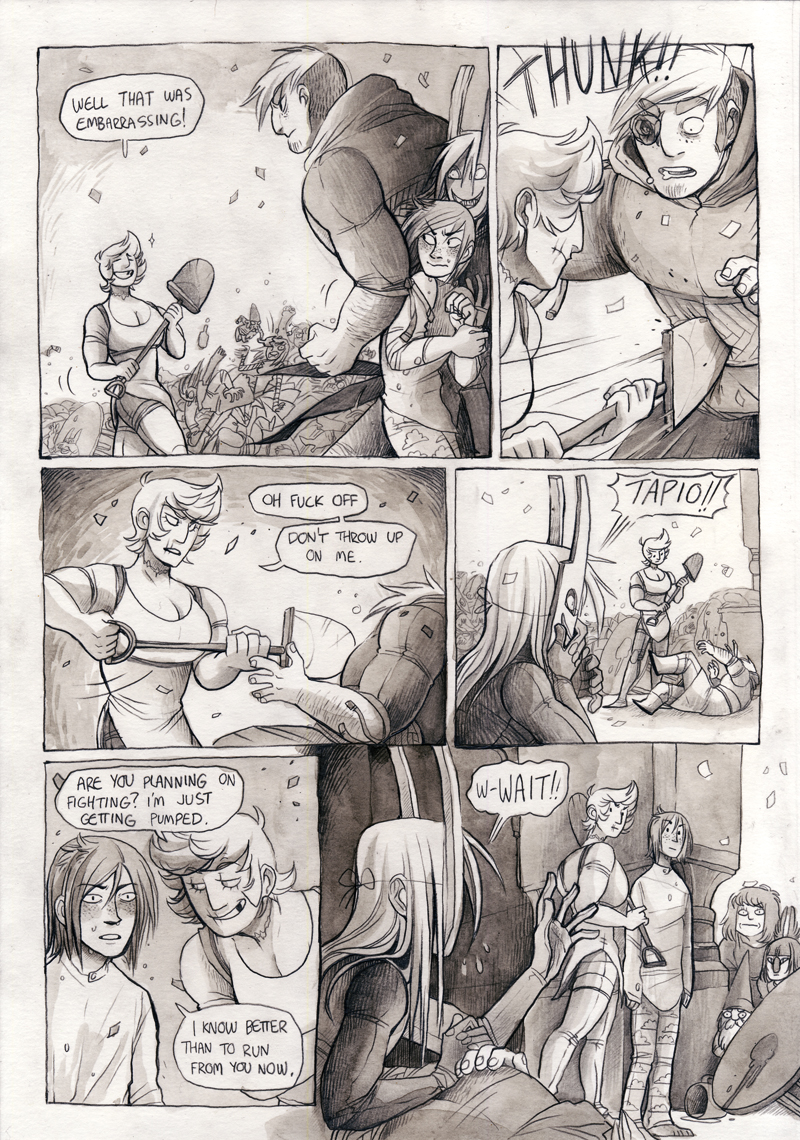 WELL THAT WAS
EMBARRASSING!
THUNK!!
OH FUCK OFF
DON'T THROW UP
ON ME.
TAPIO!!
ARE YOU PLANNING ON
FIGHTING? I'M JUST
GETTING PUMPED.
I KNOW BETTER
THAN TO RUN
FROM YOU NOW.
W-WAIT!!